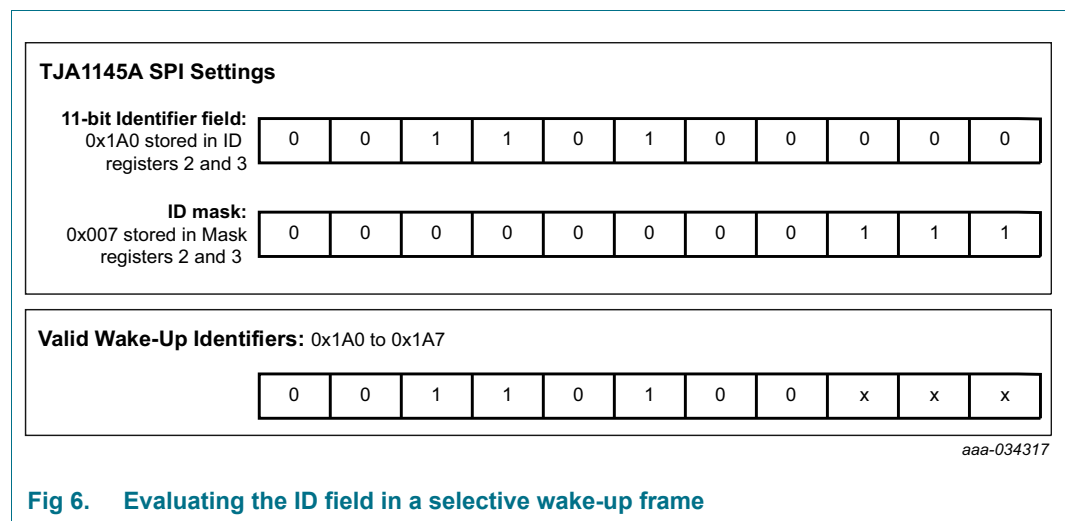 TJA1145A SPI Settings
11-bit Identifier field:
0x1A0 stored in ID
registers 2 and 3
0 0 1 1 0 1 0 0 0 0 0
ID mask:
0x007 stored in Mask
registers 2 and 3
0 0 0 0 0 0 0 0 1 1 1
Valid Wake-Up Identifiers: 0x1A0 to 0x1A7
0 0 1 1 0 1 0 0 x x x
aaa-034317
Fig 6. Evaluating the ID field in a selective wake-up frame